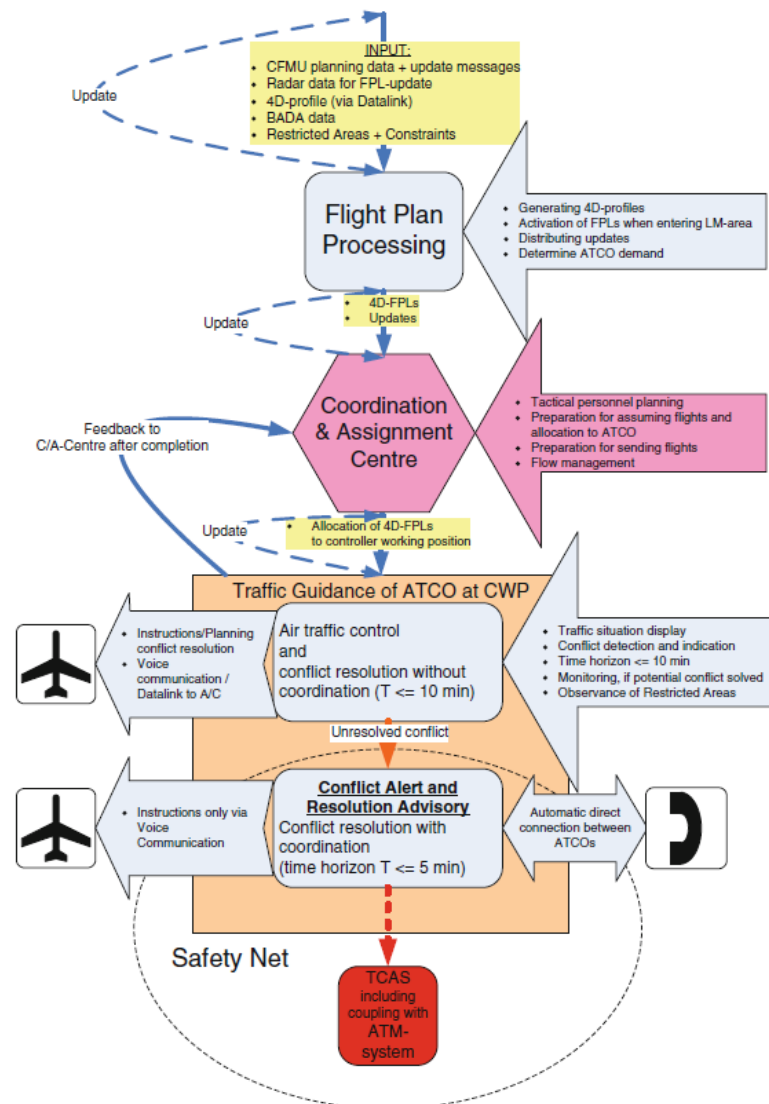 INPUT:
• CFMU planning data + update messages
• Radar data for FPL-update
• 4D-profile (via Datalink)
• BADA data
• Restricted Areas + Constraints
Update
Flight Plan
Processing
• Generating 4D-profiles
• Activation of FPLs when entering LM-area
• Distributing updates
• Determine ATCO demand
• 4D-FPLs
• Updates
Update
Coordination
& Assignment
Centre
• Tactical personnel planning
• Preparation for assuming flights and
allocation to ATCO
• Preparation for sending flights
• Flow management
Feedback to
C/A-Centre after completion
Update
• Allocation of 4D-FPLs
to controller working position
Traffic Guidance of ATCO at CWP
• Instructions/Planning
conflict resolution
• Voice
communication /
Datalink to A/C
Air traffic control
and
conflict resolution without
coordination (T <= 10 min)
• Traffic situation display
• Conflict detection and indication
• Time horizon <= 10 min
• Monitoring, if potential conflict solved
• Observance of Restricted Areas
Unresolved conflict
• Instructions only via
Voice
Communication
Conflict Alert and
Resolution Advisory
Conflict resolution with
coordination
(time horizon T <= 5 min)
Automatic direct
connection between
ATCOs
Safety Net
TCAS
including
coupling with
ATM-
system